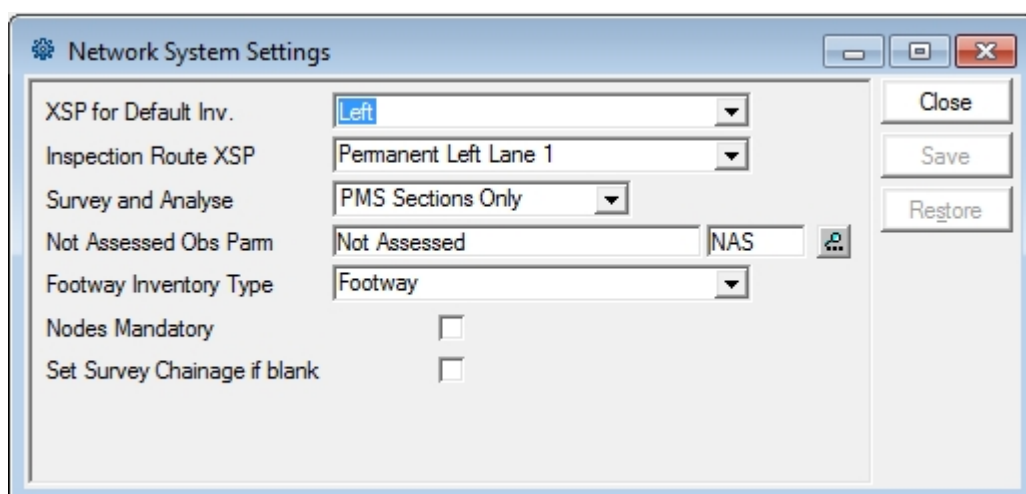 Network System Settings
XSP for Default Inv. Left Close
Inspection Route XSP Permanent Left Lane 1 Save
Survey and Analyse PMS Sections Only Restore
Not Assessed Obs Parm Not Assessed NAS
Footway Inventory Type Footway
Nodes Mandatory
Set Survey Chainage if blank